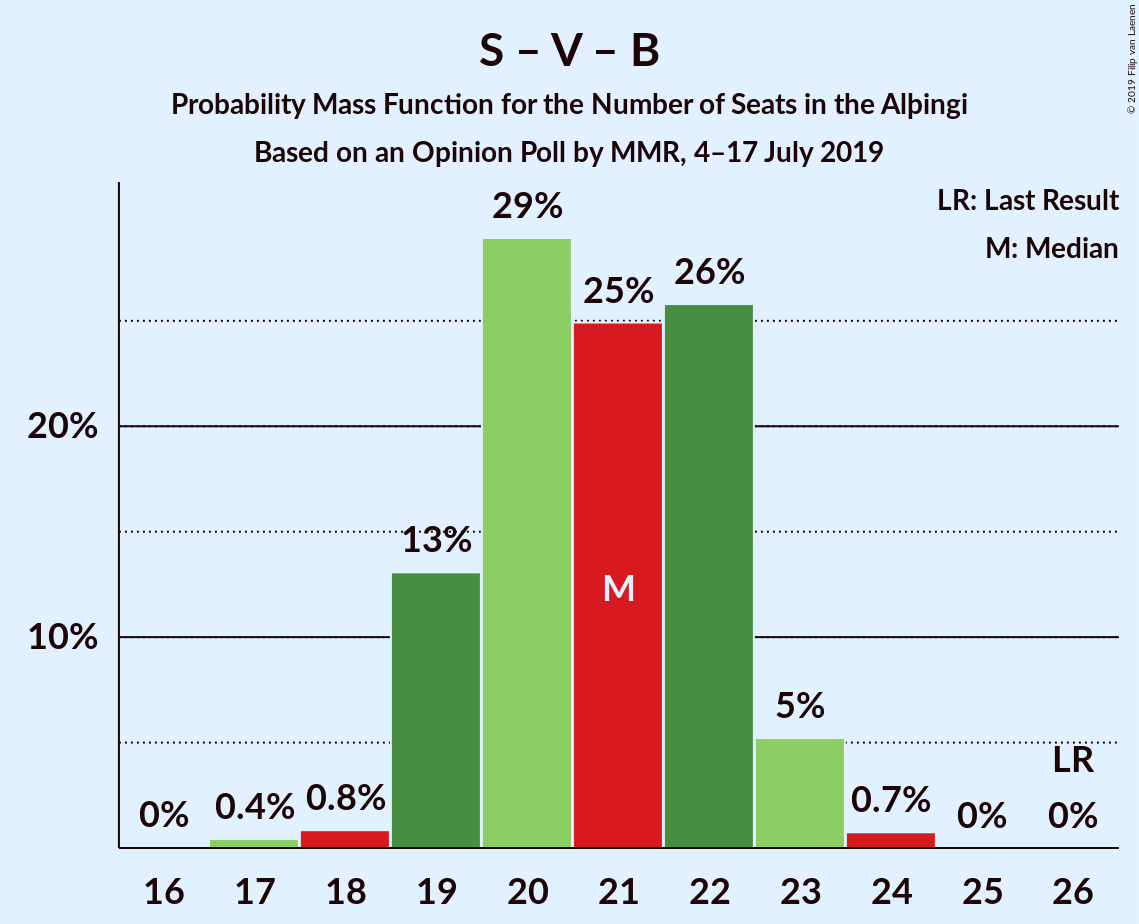 S – V – B
Probability Mass Function for the Number of Seats in the Alþingi
Based on an Opinion Poll by MMR, 4–17 July 2019
© 2019 Filip van Laenen
LR: Last Result
M: Median
29%
26%
25%
20%
13%
M
10%
5%
LR
0%
0.4%
0.8%
0.7%
0%
0%
16 17 18 19 20 21 22 23 24 25 26